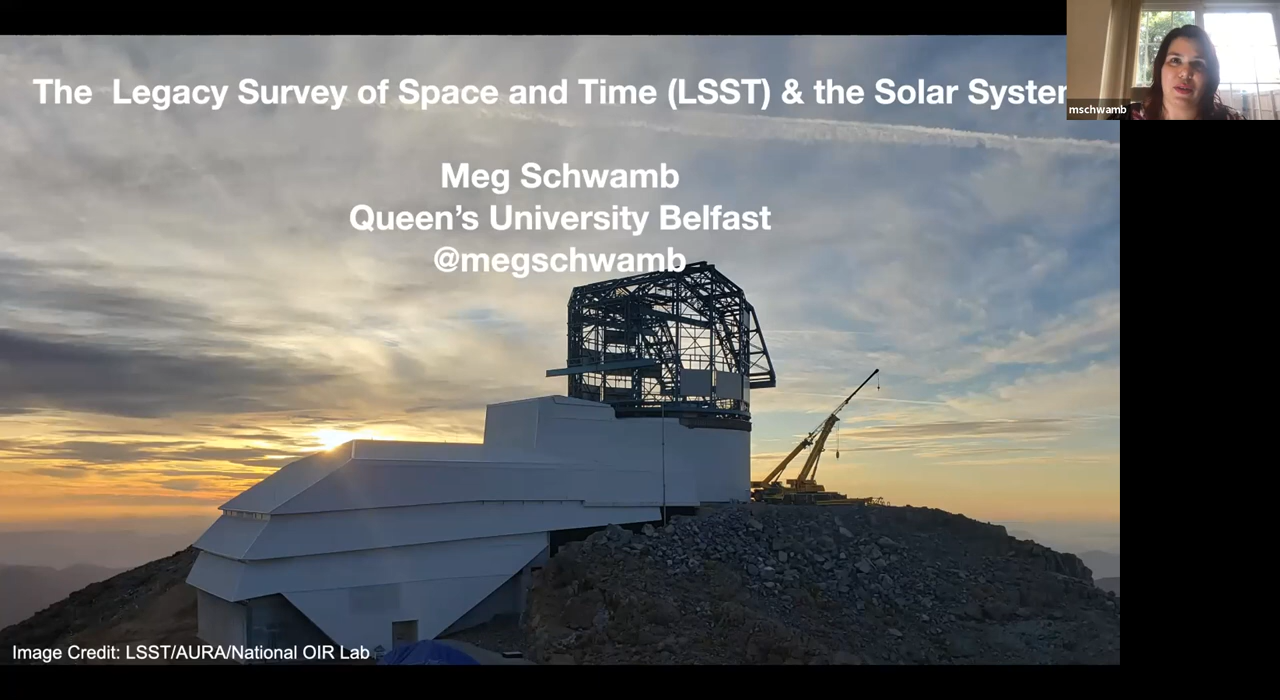 The Legacy Survey of Space and Time (LSST) & the Solar System
mschwamb
Meg Schwamb
Queen's University Belfast
@megschwamb
Image Credit: LSST/AURA/National OIR Lab